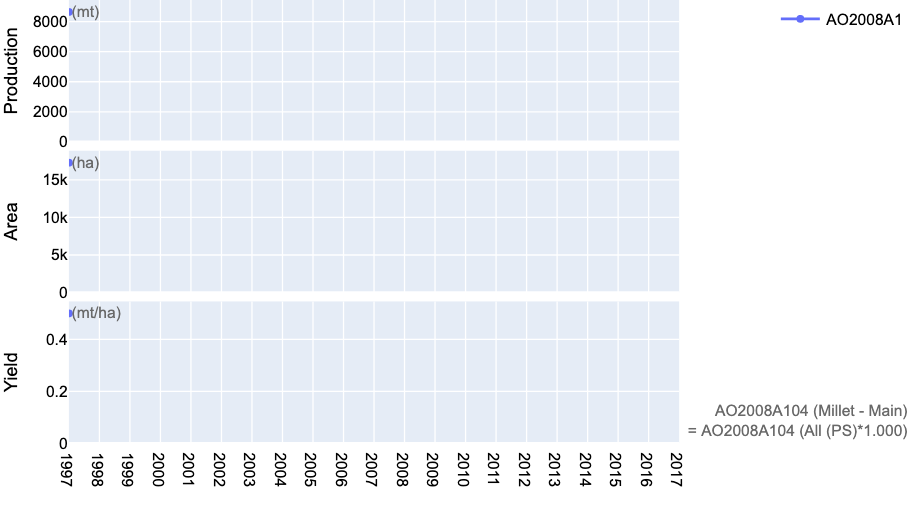 (mt)
8000
6000
4000
2000
0
Production
AO2008A1
(ha)
15k
10k
5k
0
Area
(mt/ha)
0.4
0.2
0
Yield
AO2008A104 (Millet - Main)
= AO2008A104 (All (PS)*1.000)
1997
1998
1999
2000
2001
2002
2003
2004
2005
2006
2007
2008
2009
2010
2011
2012
2013
2014
2015
2016
2017